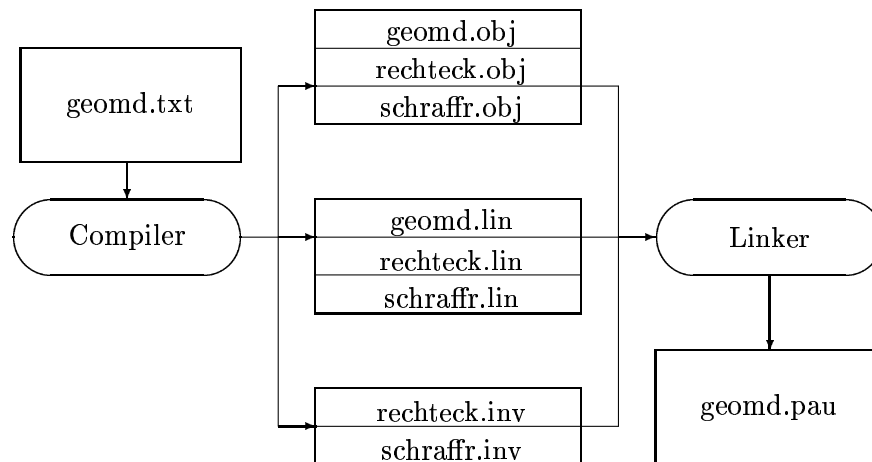 geomd.txt
Compiler
geomd.obj
rechteck.obj
schraffr.obj
geomd.lin
rechteck.lin
schraffr.lin
rechteck.inv
schraffr.inv
Linker
geomd.pau